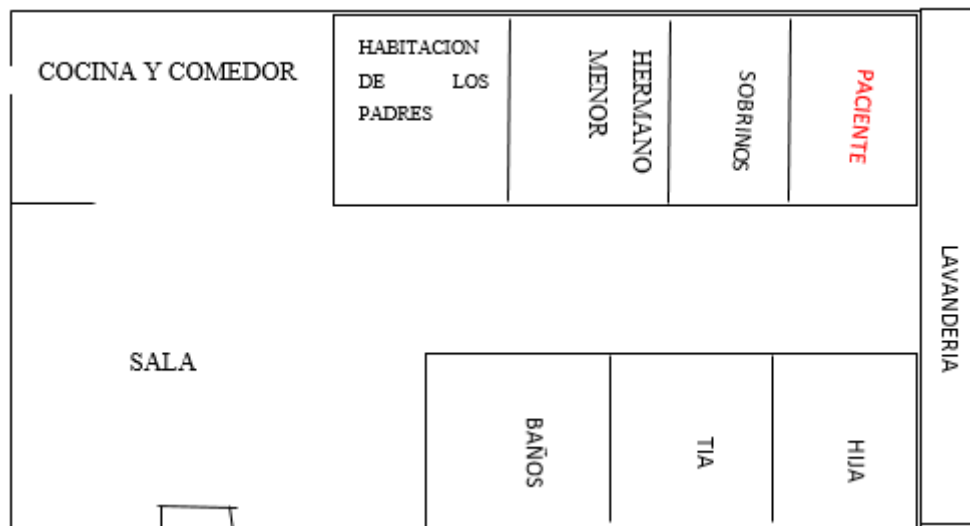 COCINA Y COMEDOR
HABITACION
DE LOS
PADRES
HERMANO
MENOR
SOBRINOS
PACIENTE
LAVANDERIA
SALA
BAÑOS
TIA
HIJA